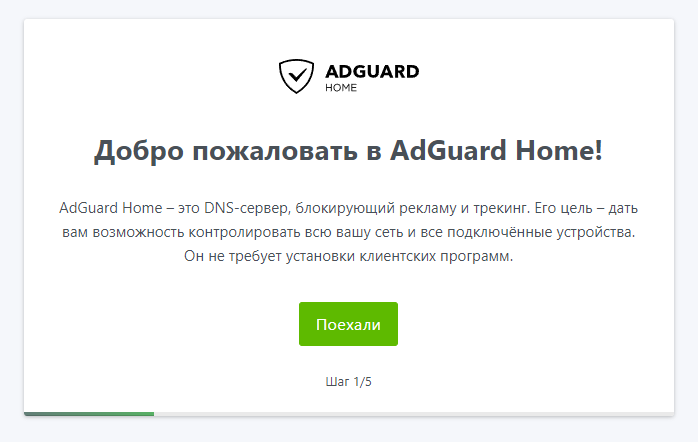 ADGUARD
HOME
Добро пожаловать в AdGuard Home!
AdGuard Home – это DNS-сервер, блокирующий рекламу и трекинг. Его цель – дать
вам возможность контролировать всю вашу сеть и все подключённые устройства.
Он не требует установки клиентских программ.
Поехали
Шаг 1/5